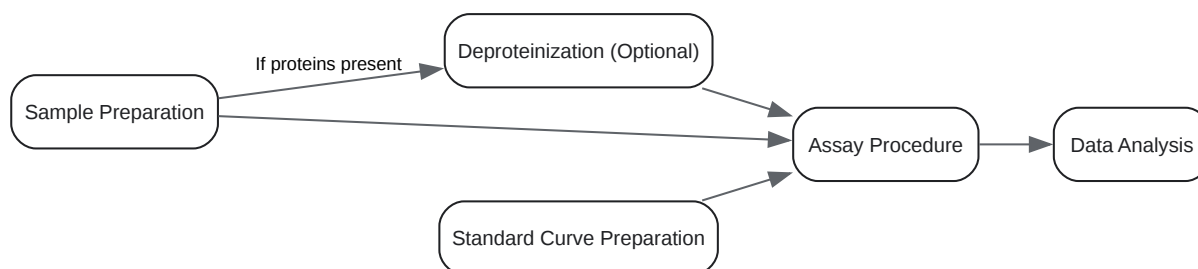 Deproteinization (Optional)
If proteins present
Sample Preparation
Assay Procedure
Data Analysis
Standard Curve Preparation